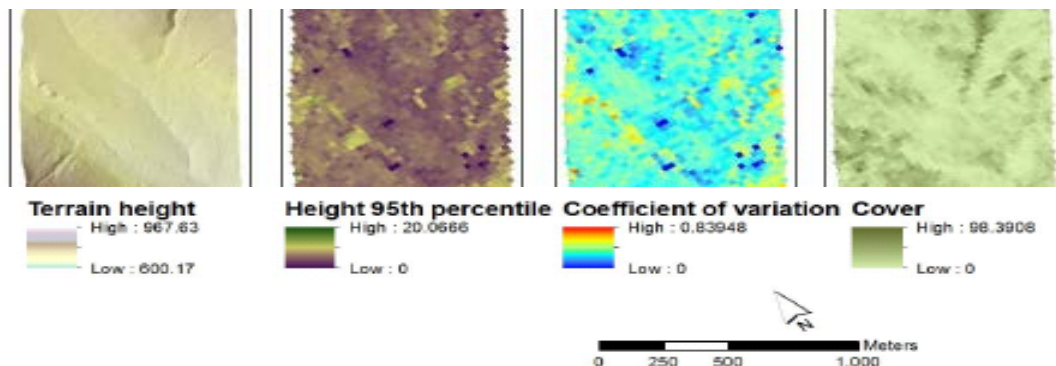 Terrain height
High : 967.63
Low : 600.17
Height 95th percentile
High : 20.0666
Low : 0
Coefficient of variation
High : 0.83948
Low : 0
Cover
High : 98.3908
Low : 0
N
Meters
0 250 500 1.000